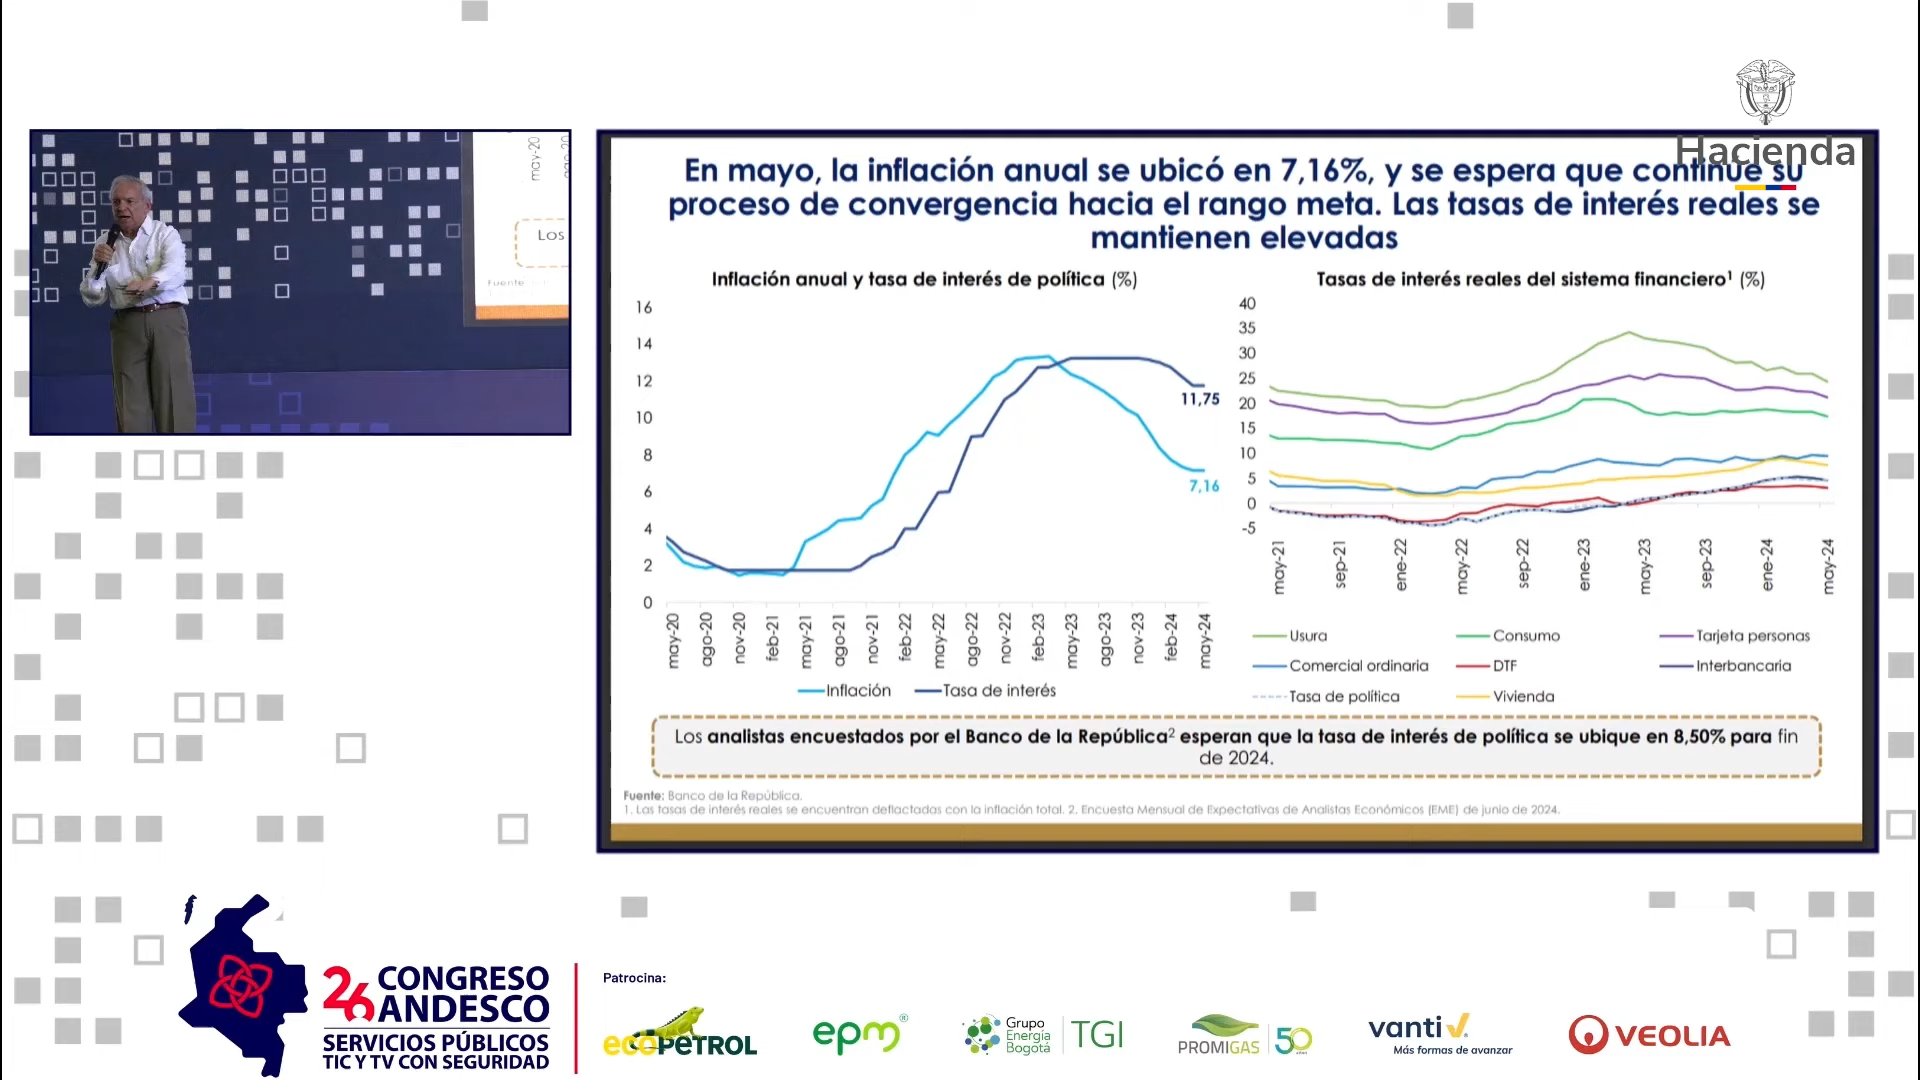 Hacienda
En mayo, la inflación anual se ubicó en 7,16%, y se espera que continúe su
proceso de convergencia hacia el rango meta. Las tasas de interés reales se
mantienen elevadas
Inflación anual y tasa de interés de política (%)
16
14
12
10
8
6
4
2
0
11,75
7,16
may-20
ago-20
nov-20
feb-21
may-21
ago-21
nov-21
feb-22
may-22
ago-22
nov-22
feb-23
may-23
ago-23
nov-23
feb-24
may-24
Inflación
Tasa de interés
Tasas de interés reales del sistema financiero¹ (%)
40
35
30
25
20
15
10
5
0
-5
may-21
sep-21
ene-22
may-22
sep-22
ene-23
may-23
sep-23
ene-24
may-24
Usura
Consumo
Tarjeta personas
Comercial ordinaria
DTF
Interbancaria
Tasa de política
Vivienda
Los analistas encuestados por el Banco de la República² esperan que la tasa de interés de política se ubique en 8,50% para fin
de 2024.
Fuente: Banco de la República.
1. Las tasas de interés reales se encuentran deflactadas con la inflación total. 2. Encuesta Mensual de Expectativas de Analistas Económicos (EME) de junio de 2024.
may-20
Los
Fuente
26 CONGRESO
ANDESCO
SERVICIOS PÚBLICOS
TIC Y TV CON SEGURIDAD
Patrocina:
ecoPETROL
epm®
Grupo
Energía
Bogotá
TGI
PROMIGAS
50
vanti
Más formas de avanzar
VEOLIA